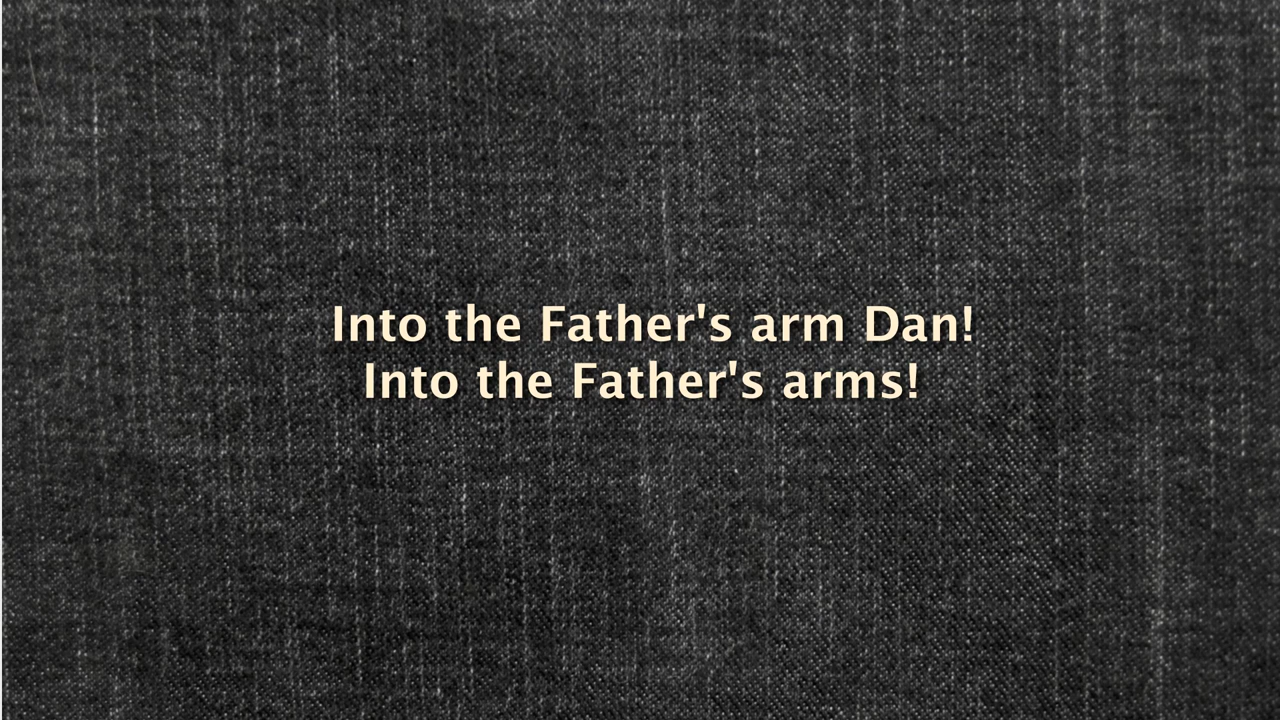 Into the Father's arm Dan!
Into the Father's arms!